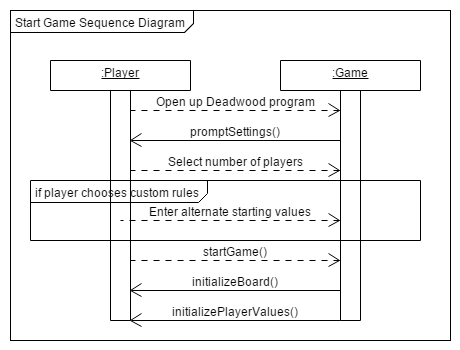 Start Game Sequence Diagram
:Player
:Game
Open up Deadwood program
promptSettings()
Select number of players
if player chooses custom rules
Enter alternate starting values
startGame()
initializeBoard()
initializePlayerValues()